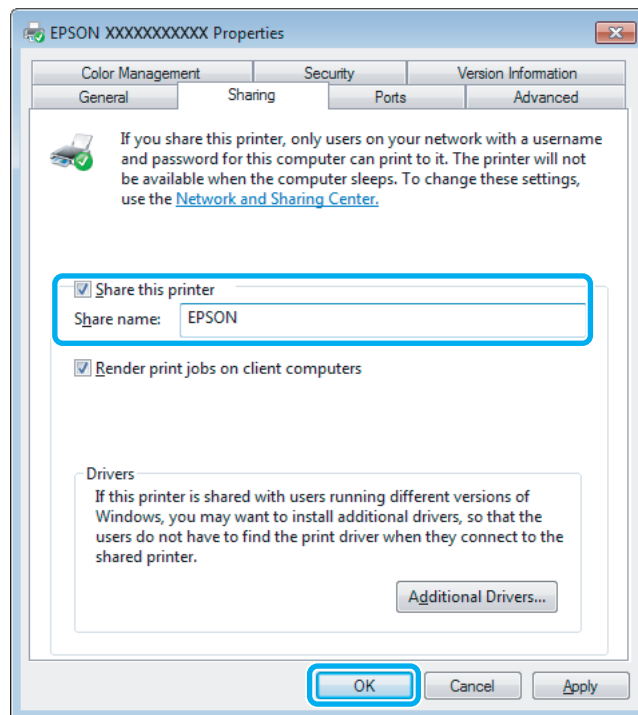 EPSON XXXXXXXXXXX Properties
Color Management Security Version Information
General Sharing Ports Advanced
If you share this printer, only users on your network with a username
and password for this computer can print to it. The printer will not
be available when the computer sleeps. To change these settings,
use the Network and Sharing Center.
Share this printer
Share name: EPSON
Render print jobs on client computers
Drivers
If this printer is shared with users running different versions of
Windows, you may want to install additional drivers, so that the
users do not have to find the print driver when they connect to the
shared printer.
Additional Drivers...
OK Cancel Apply